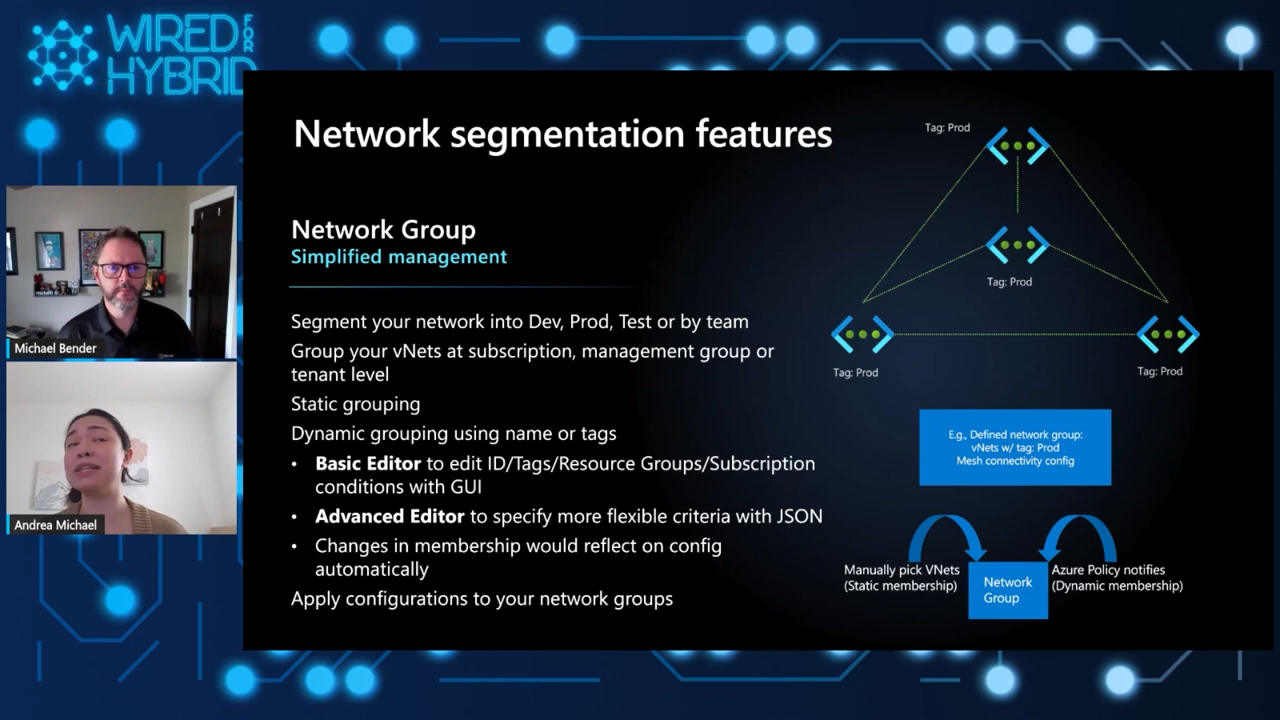 WIRED
FOR
HYBRID
Network segmentation features
Network Group
Simplified management
Segment your network into Dev, Prod, Test or by team
Group your vNets at subscription, management group or
tenant level
Static grouping
Dynamic grouping using name or tags
• Basic Editor to edit ID/Tags/Resource Groups/Subscription
conditions with GUI
• Advanced Editor to specify more flexible criteria with JSON
• Changes in membership would reflect on config
automatically
Apply configurations to your network groups
Tag: Prod
Tag: Prod
Tag: Prod
Tag: Prod
E.g., Defined network group:
vNets w/ tag: Prod
Mesh connectivity config
Manually pick VNets
(Static membership)
Network
Group
Azure Policy notifies
(Dynamic membership)
Michael Bender
Andrea Michael